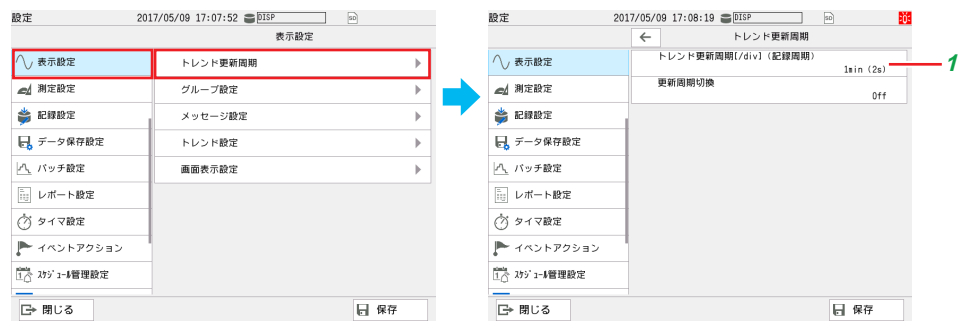 設定 2017/05/09 17:07:52 DISP SD
表示設定
表示設定
測定設定
記録設定
データ保存設定
バッチ設定
レポート設定
タイマ設定
イベントアクション
スケジュール管理設定
トレンド更新周期
グループ設定
メッセージ設定
トレンド設定
画面表示設定
閉じる 保存
設定 2017/05/09 17:08:19 DISP SD
トレンド更新周期
表示設定
測定設定
記録設定
データ保存設定
バッチ設定
レポート設定
タイマ設定
イベントアクション
スケジュール管理設定
トレンド更新周期[/div] (記録周期)
1min (2s)
更新周期切換
Off
1
閉じる 保存